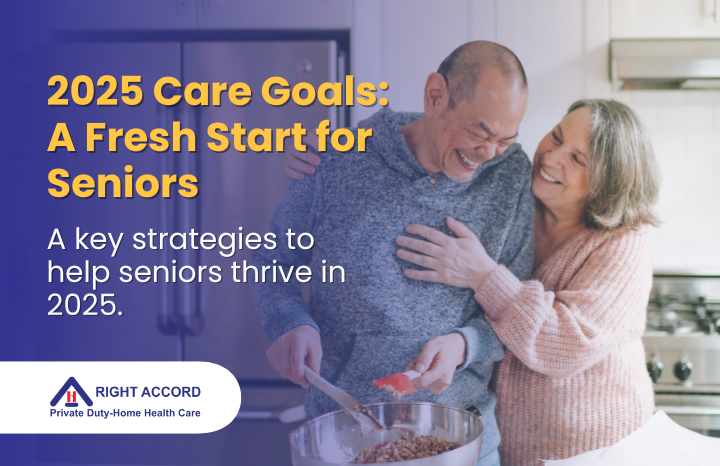 2025 Care Goals:
A Fresh Start for
Seniors
A key strategies to
help seniors thrive in
2025.
H
RIGHT ACCORD
Private Duty-Home Health Care